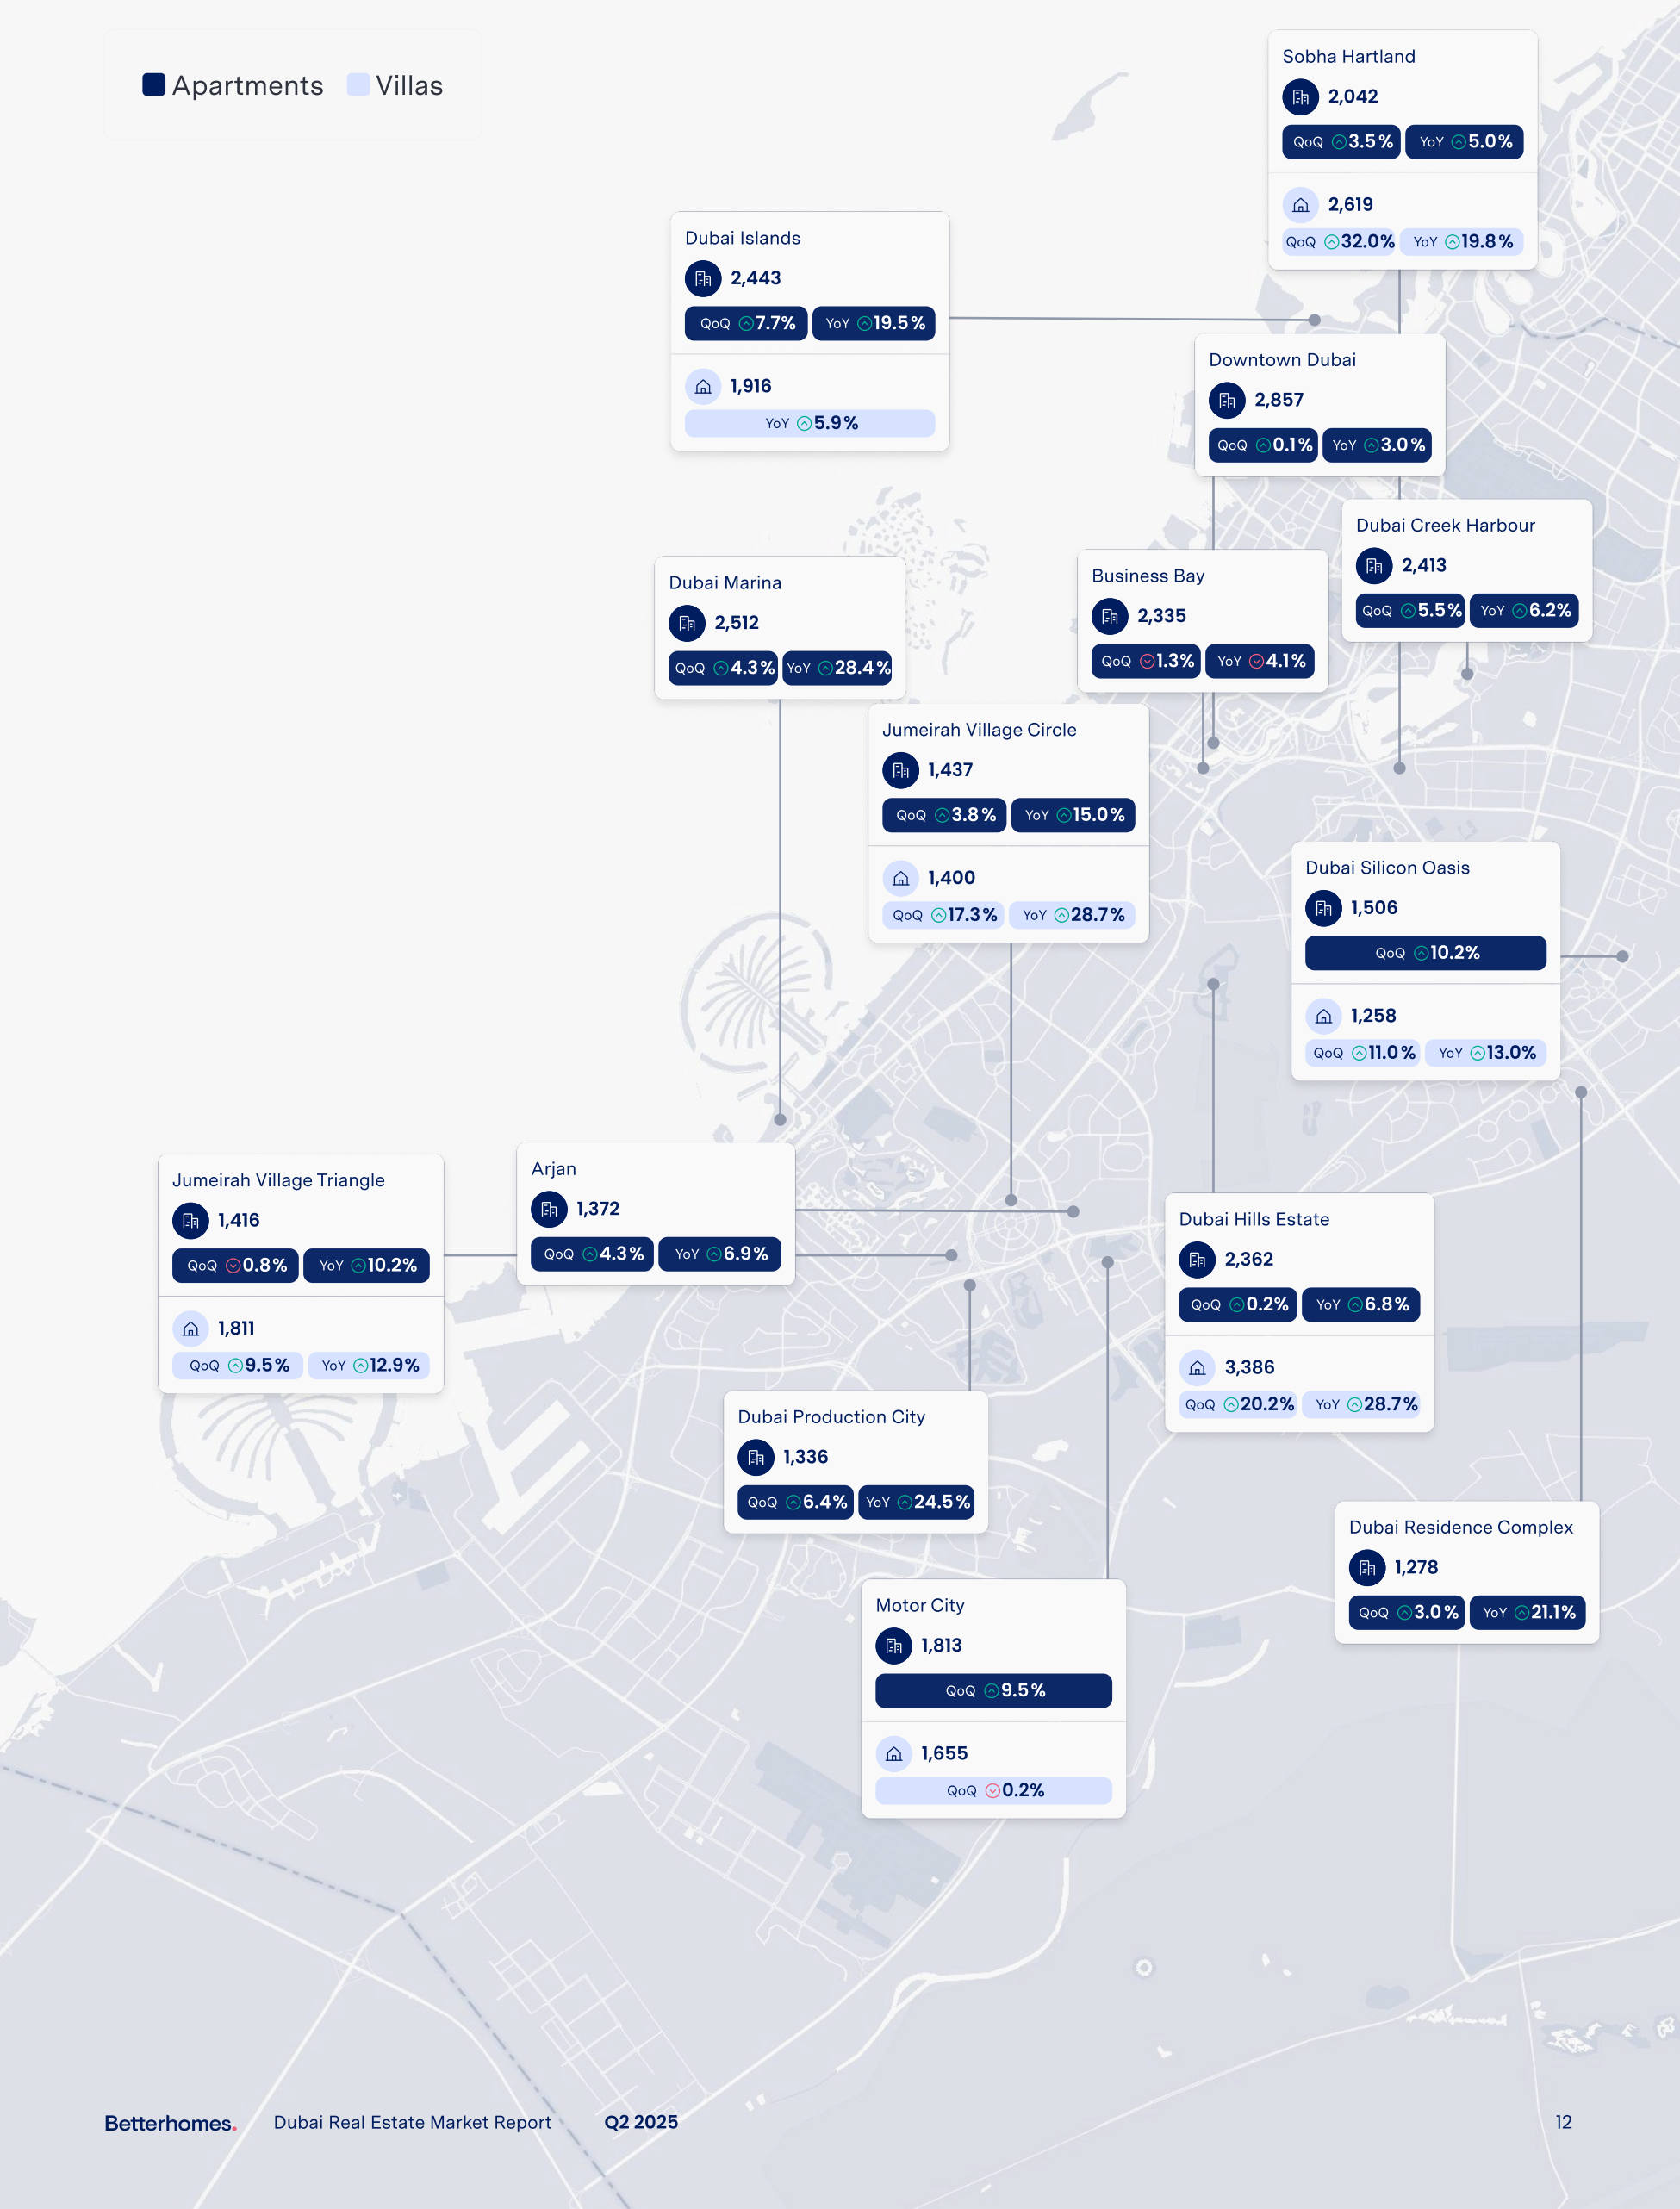 Apartments Villas
Sobha Hartland
2,042
QoQ 3.5% YoY 5.0%
2,619
QoQ 32.0% YoY 19.8%
Dubai Islands
2,443
QoQ 7.7% YoY 19.5%
1,916
YoY 5.9%
Downtown Dubai
2,857
QoQ 0.1% YoY 3.0%
Dubai Creek Harbour
2,413
QoQ 5.5% YoY 6.2%
Business Bay
2,335
QoQ 1.3% YoY 4.1%
Dubai Marina
2,512
QoQ 4.3% YoY 28.4%
Jumeirah Village Circle
1,437
QoQ 3.8% YoY 15.0%
1,400
QoQ 17.3% YoY 28.7%
Dubai Silicon Oasis
1,506
QoQ 10.2%
1,258
QoQ 11.0% YoY 13.0%
Jumeirah Village Triangle
1,416
QoQ 0.8% YoY 10.2%
1,811
QoQ 9.5% YoY 12.9%
Arjan
1,372
QoQ 4.3% YoY 6.9%
Dubai Hills Estate
2,362
QoQ 0.2% YoY 6.8%
3,386
QoQ 20.2% YoY 28.7%
Dubai Production City
1,336
QoQ 6.4% YoY 24.5%
Dubai Residence Complex
1,278
QoQ 3.0% YoY 21.1%
Motor City
1,813
QoQ 9.5%
1,655
QoQ 0.2%
Betterhomes. Dubai Real Estate Market Report Q2 2025 12